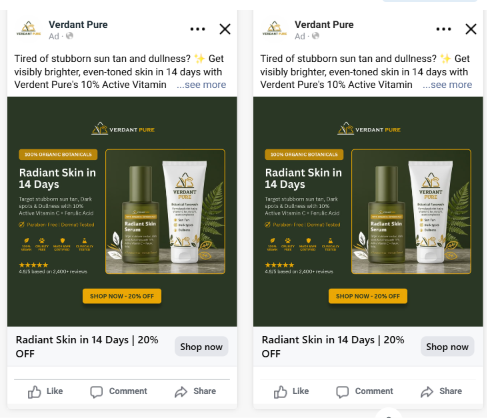 Verdant Pure
Ad ·
Tired of stubborn sun tan and dullness? ✨ Get
visibly brighter, even-toned skin in 14 days with
Verdent Pure's 10% Active Vitamin ...see more
VERDANT PURE
100% ORGANIC BOTANICALS
Radiant Skin in
14 Days
Target stubborn sun tan, Dark
spots & Dullness with 10%
Active Vitamin C + Ferulic Acid
Paraben Free | Dermal Tested
4.8/5 based on 2,400+ reviews
VERDANT
PURE
Radiant Skin
Serum
SHOP NOW - 20% OFF
Radiant Skin in 14 Days | 20%
OFF
Shop now
Like
Comment
Share
Verdant Pure
Ad ·
Tired of stubborn sun tan and dullness? ✨ Get
visibly brighter, even-toned skin in 14 days with
Verdent Pure's 10% Active Vitamin ...see more
VERDANT PURE
100% ORGANIC BOTANICALS
Radiant Skin in
14 Days
Target stubborn sun tan, Dark
spots & Dullness with 10%
Active Vitamin C + Ferulic Acid
Paraben Free | Dermal Tested
4.8/5 based on 2,400+ reviews
VERDANT
PURE
Radiant Skin
Serum
SHOP NOW - 20% OFF
Radiant Skin in 14 Days | 20%
OFF
Shop now
Like
Comment
Share